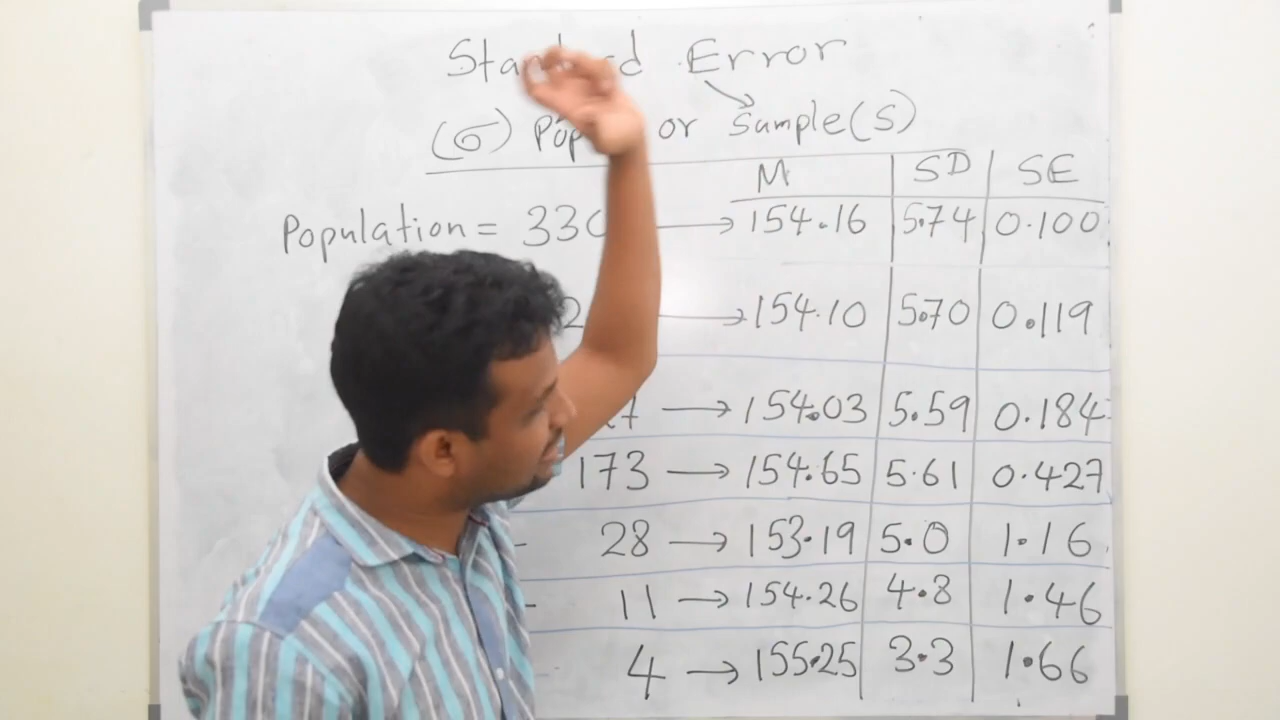 Error
(σ) or Sample(S)
M SD SE
Population = → 154.16 5.74 0.100
→ 154.10 5.70 0.119
→ 154.03 5.59 0.184
173 → 154.65 5.61 0.427
- 28 → 153.19 5.0 1.16
- 11 → 154.26 4.8 1.46
- 4 → 155.25 3.3 1.66